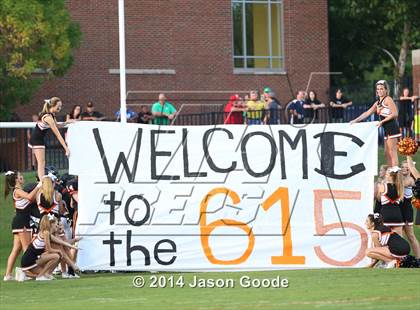 WELCOME
to
the 615
© 2014 Jason Goode